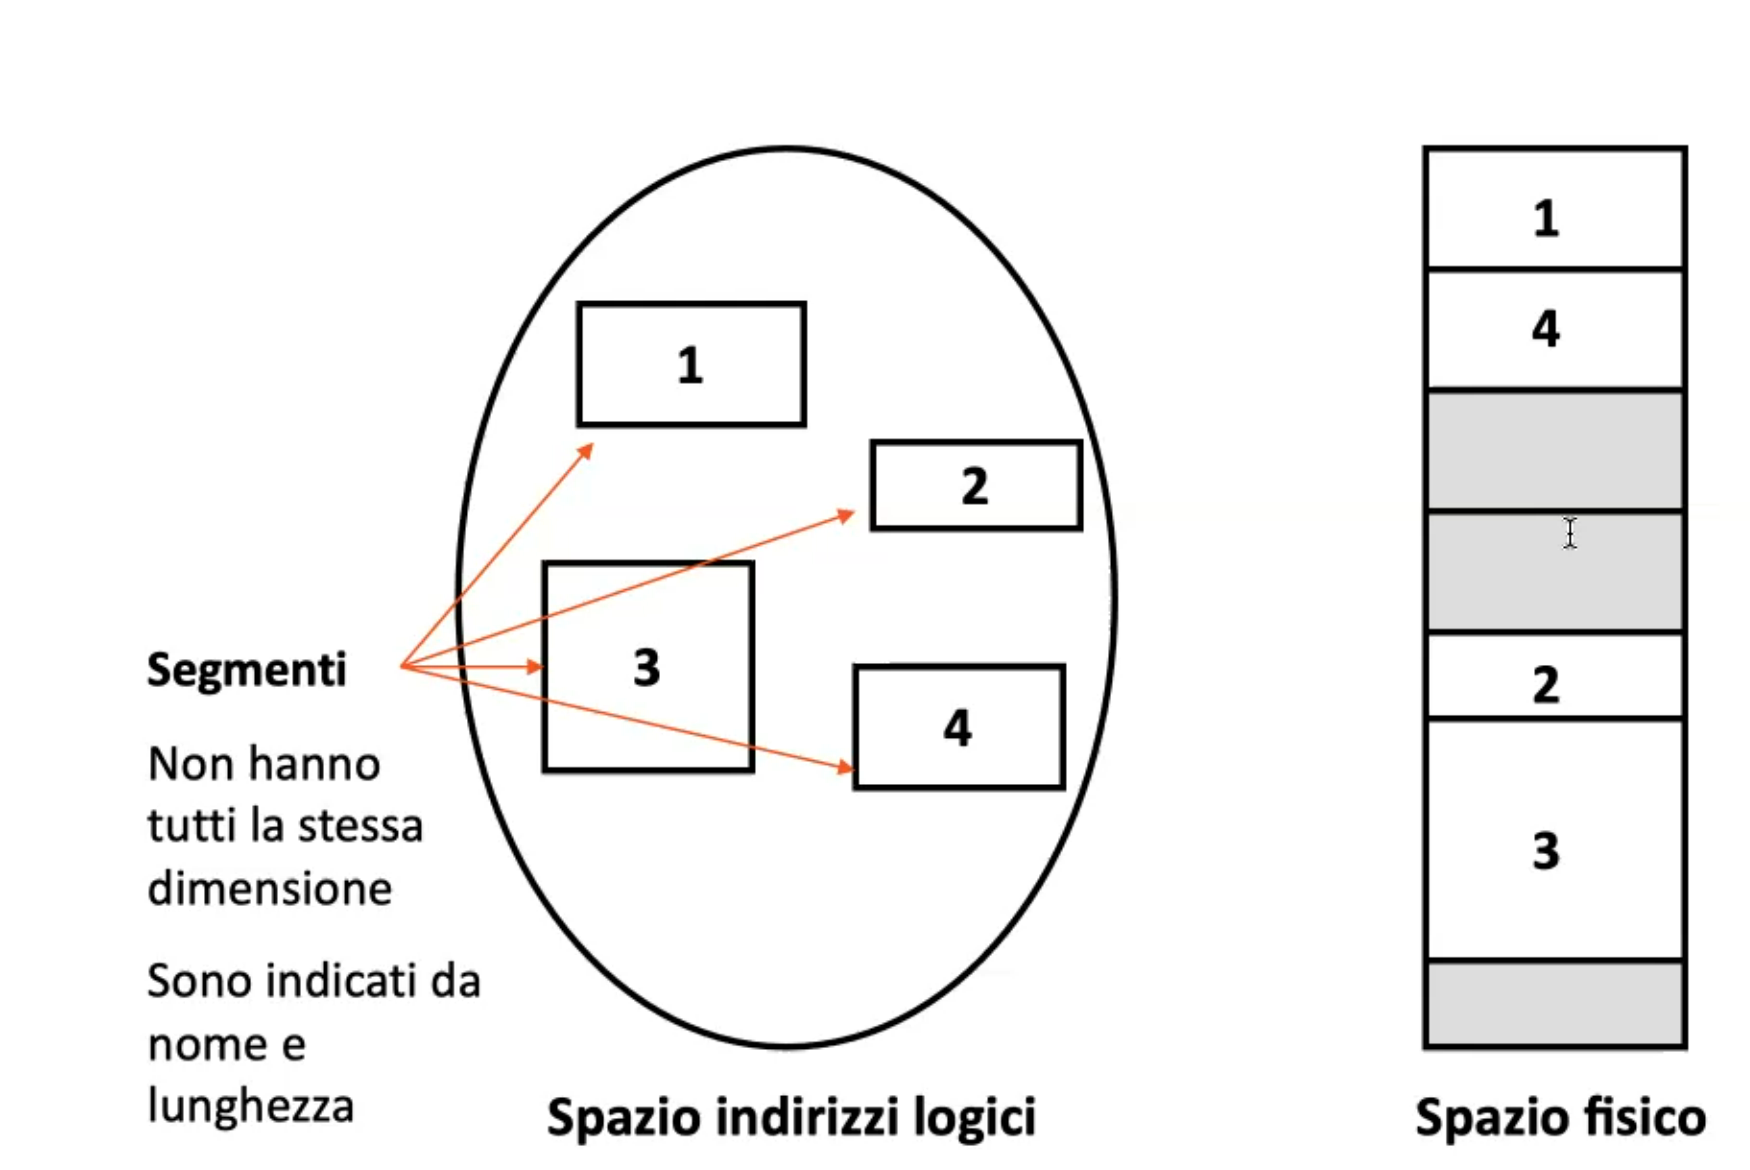 1
2
3
4
Segmenti
Non hanno
tutti la stessa
dimensione
Sono indicati da
nome e
lunghezza
Spazio indirizzi logici
1
4
2
3
Spazio fisico